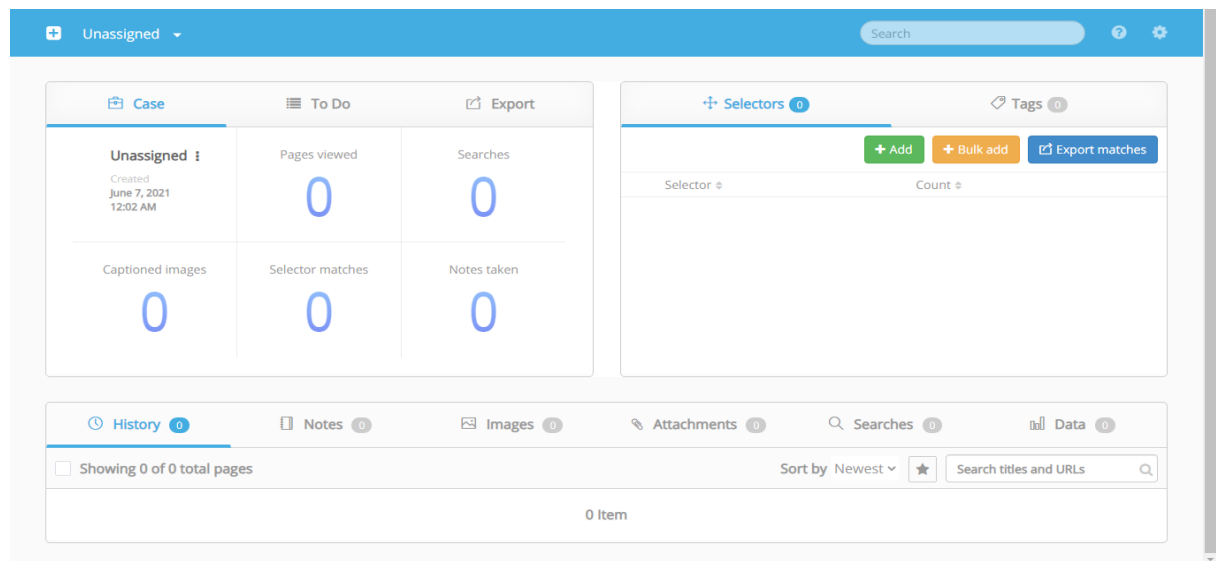 Unassigned
Search
Case
To Do
Export
Unassigned
Created
June 7, 2021
12:02 AM
Pages viewed
0
Searches
0
Captioned images
0
Selector matches
0
Notes taken
0
Selectors 0
Tags 0
Add
Bulk add
Export matches
Selector
Count
History 0
Notes 0
Images 0
Attachments 0
Searches 0
Data 0
Showing 0 of 0 total pages
Sort by Newest
Search titles and URLs
0 Item